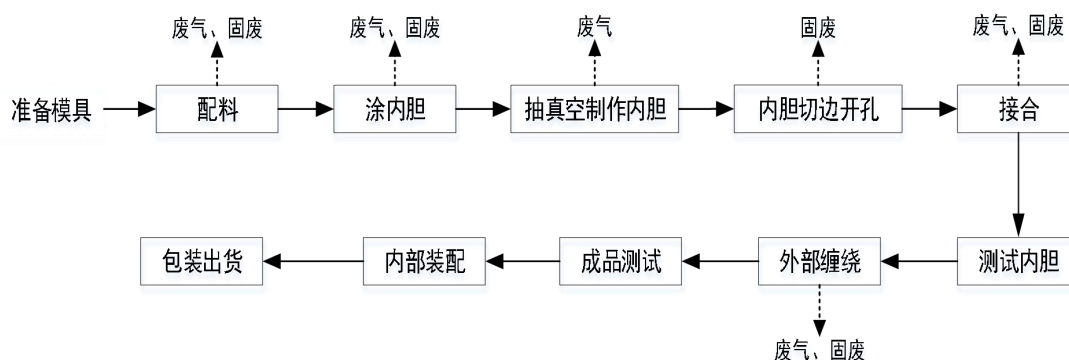 废气、固废
废气、固废
废气
固废
废气、固废
准备模具
配料
涂内胆
抽真空制作内胆
内胆切边开孔
接合
包装出货
内部装配
成品测试
外部缠绕
测试内胆
废气、固废